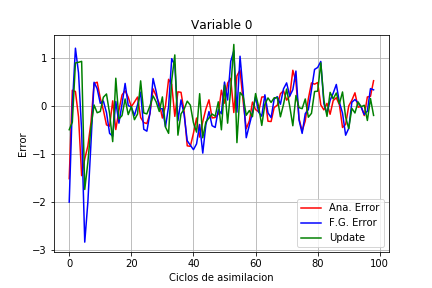 Variable 0
Error
1
0
−1
−2
−3
0
20
40
60
80
100
Ciclos de asimilacion
Ana. Error
F.G. Error
Update